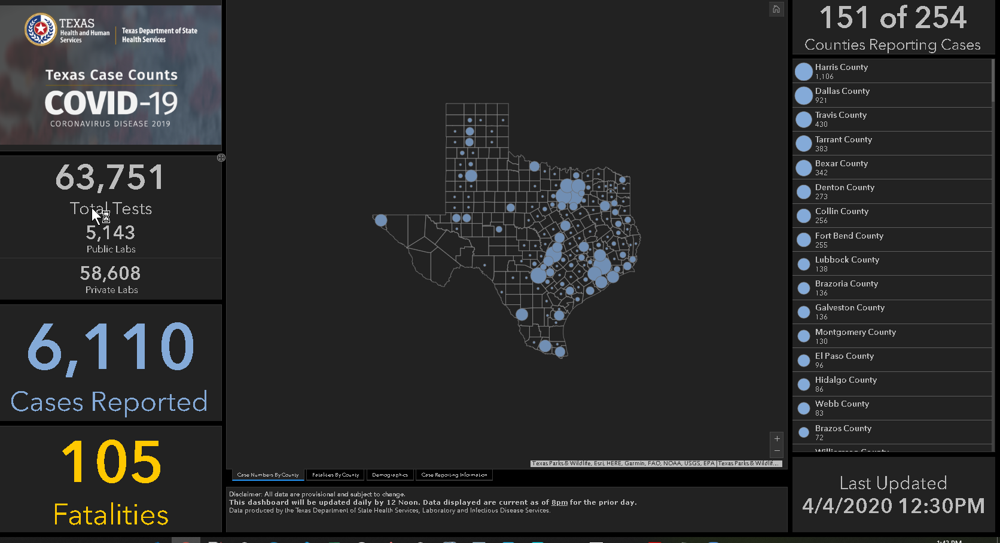 TEXAS
Health and Human
Services
Texas Department of State
Health Services
Texas Case Counts
COVID-19
CORONAVIRUS DISEASE 2019
63,751
Total Tests
5,143
Public Labs
58,608
Private Labs
6,110
Cases Reported
105
Fatalities
+
−
Texas Parks & Wildlife, Esri, HERE, Garmin, FAO, NOAA, USGS, EPA | Texas Parks & Wildlif...
Case Numbers By County
Fatalities By County
Demographics
Case Reporting Information
Disclaimer: All data are provisional and subject to change.
This dashboard will be updated daily by 12 Noon. Data displayed are current as of 8pm for the prior day.
Data produced by the Texas Department of State Health Services, Laboratory and Infectious Disease Services.
151 of 254
Counties Reporting Cases
Harris County
1,106
Dallas County
921
Travis County
430
Tarrant County
383
Bexar County
342
Denton County
273
Collin County
256
Fort Bend County
255
Lubbock County
138
Brazoria County
136
Galveston County
136
Montgomery County
130
El Paso County
96
Hidalgo County
86
Webb County
83
Brazos County
72
Last Updated
4/4/2020 12:30PM